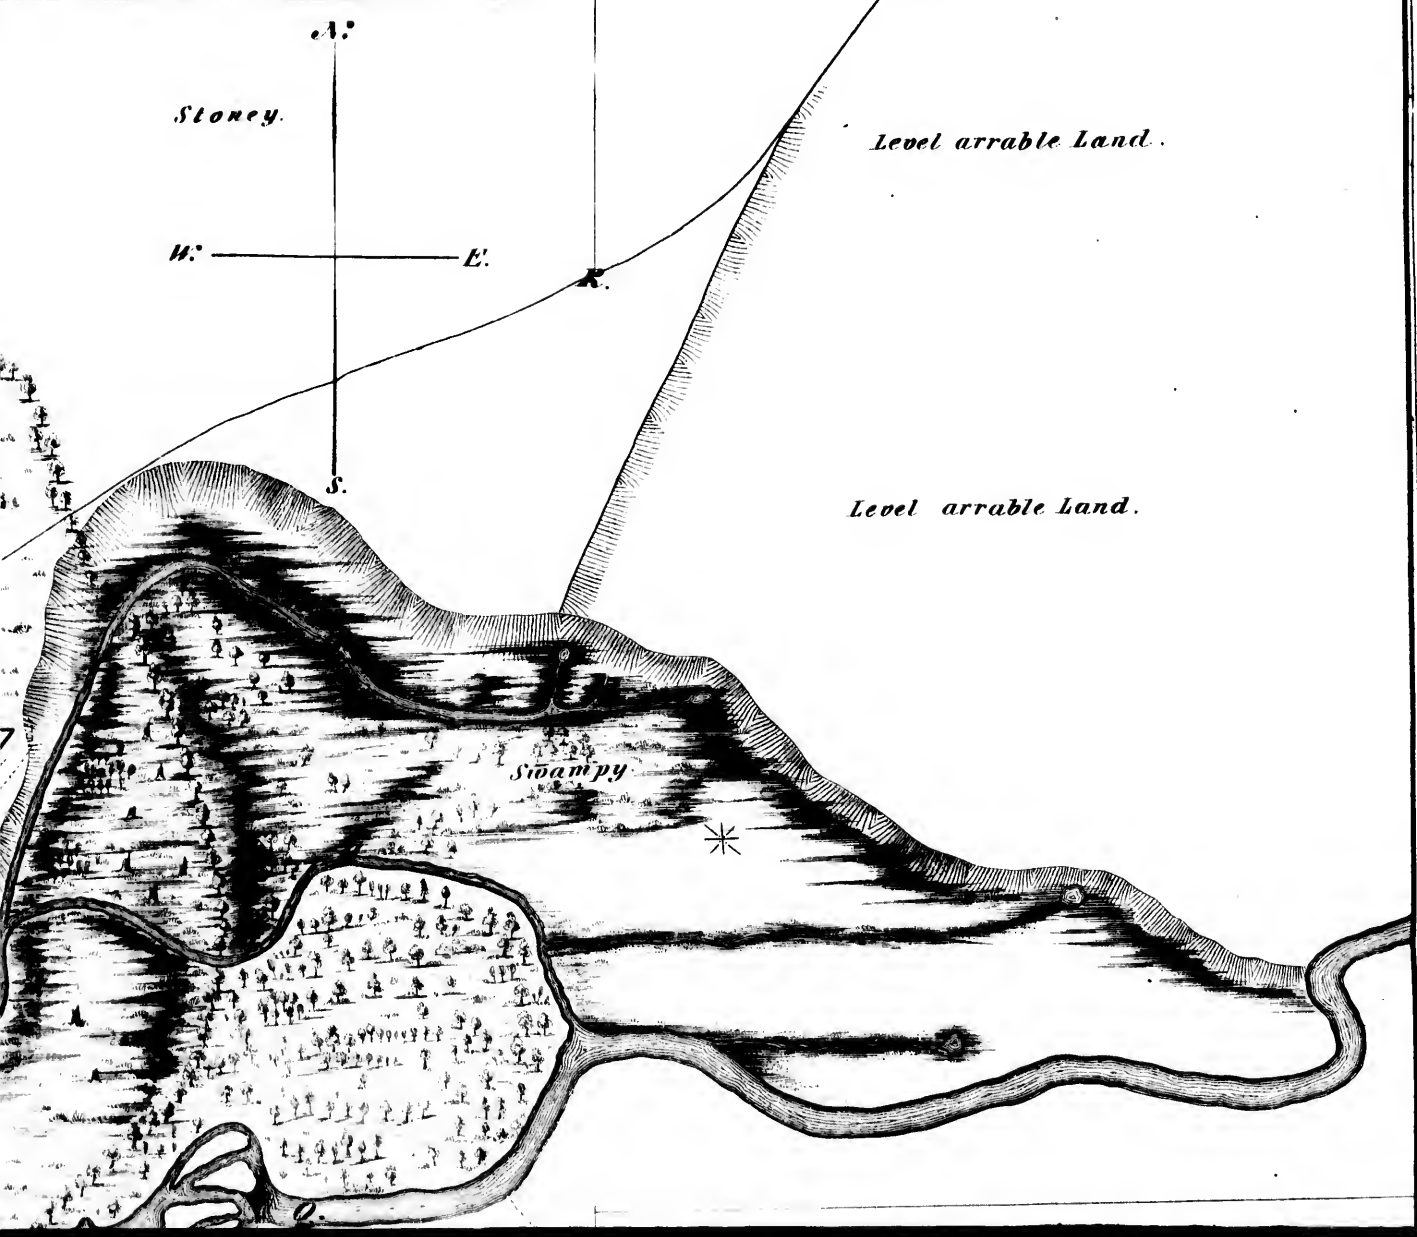 N.
Stoney.
Level arrable Land.
W. E.
R.
S.
Level arrable Land.
7
Swampy.
Q.